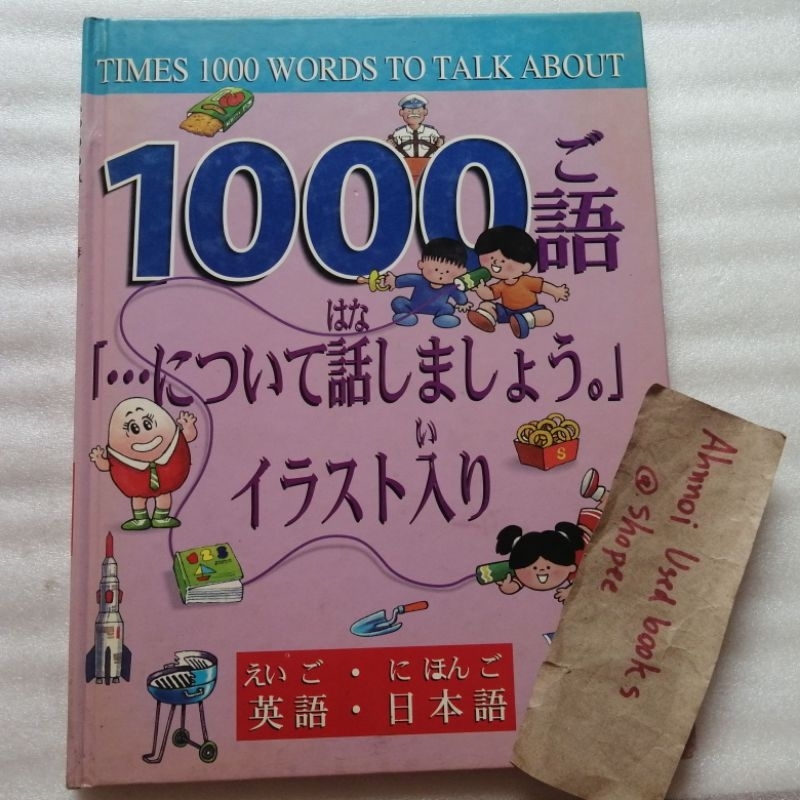 TIMES 1000 WORDS TO TALK ABOUT
ご
1000語
はな
「…について話しましょう。」
い
イラスト入り
S
123
えいご・にほんご
英語・日本語
Ahmoi Used books
@shopee